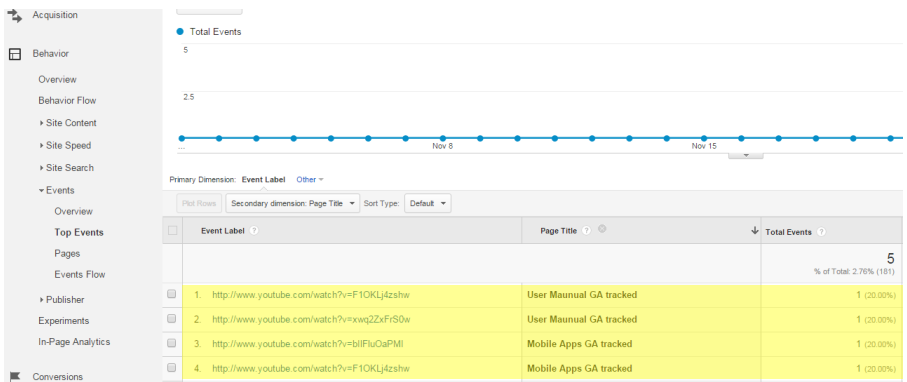 Acquisition
Behavior
Overview
Behavior Flow
Site Content
Site Speed
Site Search
Events
Overview
Top Events
Pages
Events Flow
Publisher
Experiments
In-Page Analytics
Conversions
Total Events
5
2.5
...
Nov 8
Nov 15
Primary Dimension: Event Label Other
Plot Rows Secondary dimension: Page Title Sort Type: Default
Event Label ? Page Title ? Total Events ?
5
% of Total: 2.76% (181)
1. http://www.youtube.com/watch?v=F1OKLj4zshw User Maunual GA tracked 1 (20.00%)
2. http://www.youtube.com/watch?v=xwq2ZxFrS0w User Maunual GA tracked 1 (20.00%)
3. http://www.youtube.com/watch?v=bIlFluOaPMI Mobile Apps GA tracked 1 (20.00%)
4. http://www.youtube.com/watch?v=F1OKLj4zshw Mobile Apps GA tracked 1 (20.00%)